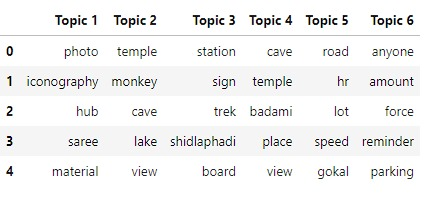 Topic 1 Topic 2 Topic 3 Topic 4 Topic 5 Topic 6
0 photo temple station cave road anyone
1 iconography monkey sign temple hr amount
2 hub cave trek badami lot force
3 saree lake shidlaphadi place speed reminder
4 material view board view gokal parking